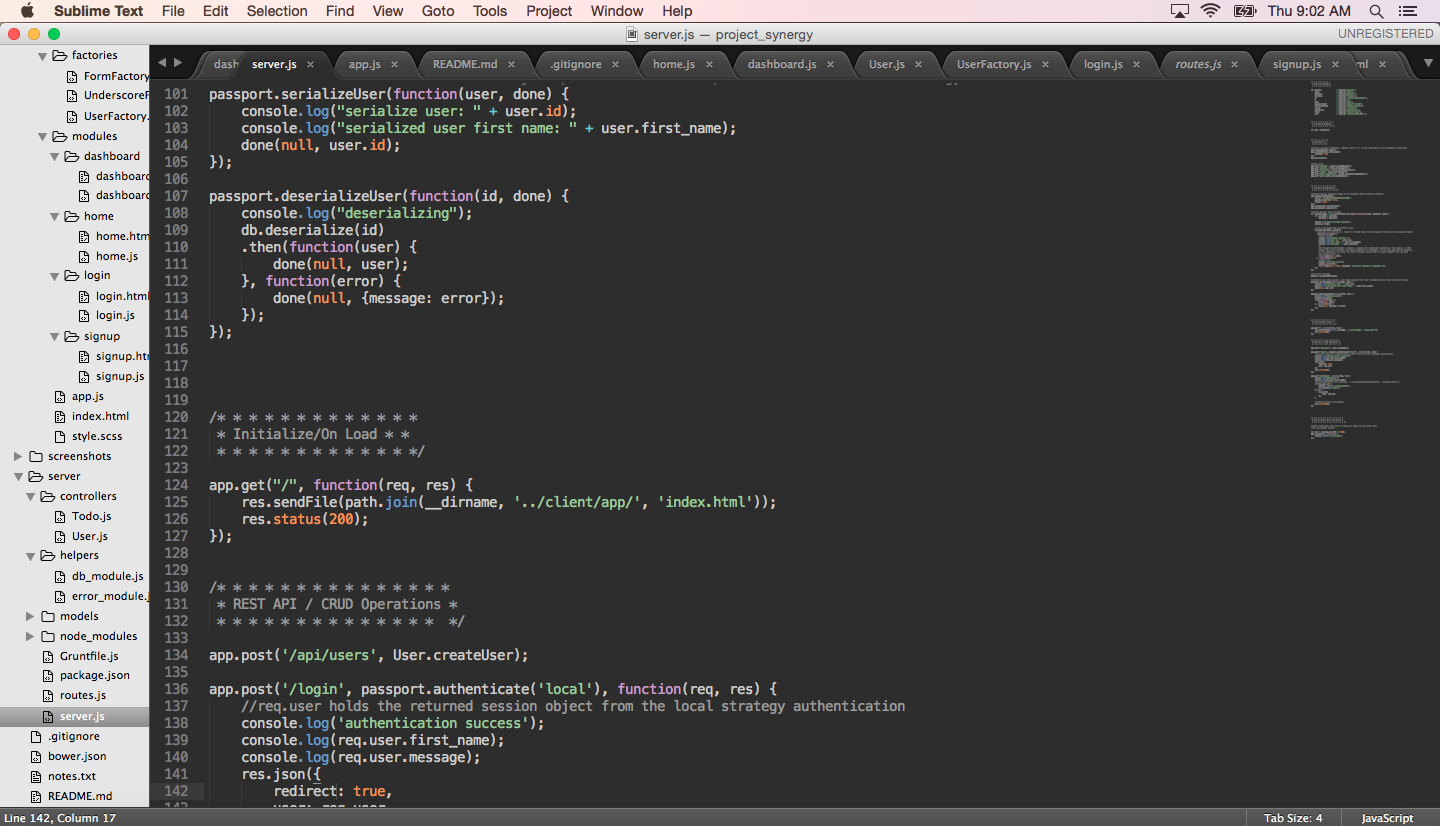 Sublime Text File Edit Selection Find View Goto Tools Project Window Help Thu 9:02 AM
server.js — project_synergy UNREGISTERED
dash server.js × app.js × README.md × .gitignore × home.js × dashboard.js × User.js × UserFactory.js × login.js × routes.js × signup.js × ml ×
factories
FormFactory
UnderscoreF
UserFactory.
modules
dashboard
dashboard
dashboard
home
home.htm
home.js
login
login.html
login.js
signup
signup.htm
signup.js
app.js
index.html
style.scss
screenshots
server
controllers
Todo.js
User.js
helpers
db_module.js
error_module.j
models
node_modules
Gruntfile.js
package.json
routes.js
server.js
.gitignore
bower.json
notes.txt
README.md
101 passport.serializeUser(function(user, done) {
102     console.log("serialize user: " + user.id);
103     console.log("serialized user first name: " + user.first_name);
104     done(null, user.id);
105 });
106
107 passport.deserializeUser(function(id, done) {
108     console.log("deserializing");
109     db.deserialize(id)
110     .then(function(user) {
111         done(null, user);
112     }, function(error) {
113         done(null, {message: error});
114     });
115 });
116
117
118
119
120 /* * * * * * * * * * * * *
121  * Initialize/On Load * *
122  * * * * * * * * * * * * */
123
124 app.get("/", function(req, res) {
125     res.sendFile(path.join(__dirname, '../client/app/', 'index.html'));
126     res.status(200);
127 });
128
129
130 /* * * * * * * * * * * * * * *
131  * REST API / CRUD Operations *
132  * * * * * * * * * * * * * *  */
133
134 app.post('/api/users', User.createUser);
135
136 app.post('/login', passport.authenticate('local'), function(req, res) {
137     //req.user holds the returned session object from the local strategy authentication
138     console.log('authentication success');
139     console.log(req.user.first_name);
140     console.log(req.user.message);
141     res.json({
142         redirect: true,
Line 142, Column 17 Tab Size: 4 JavaScript